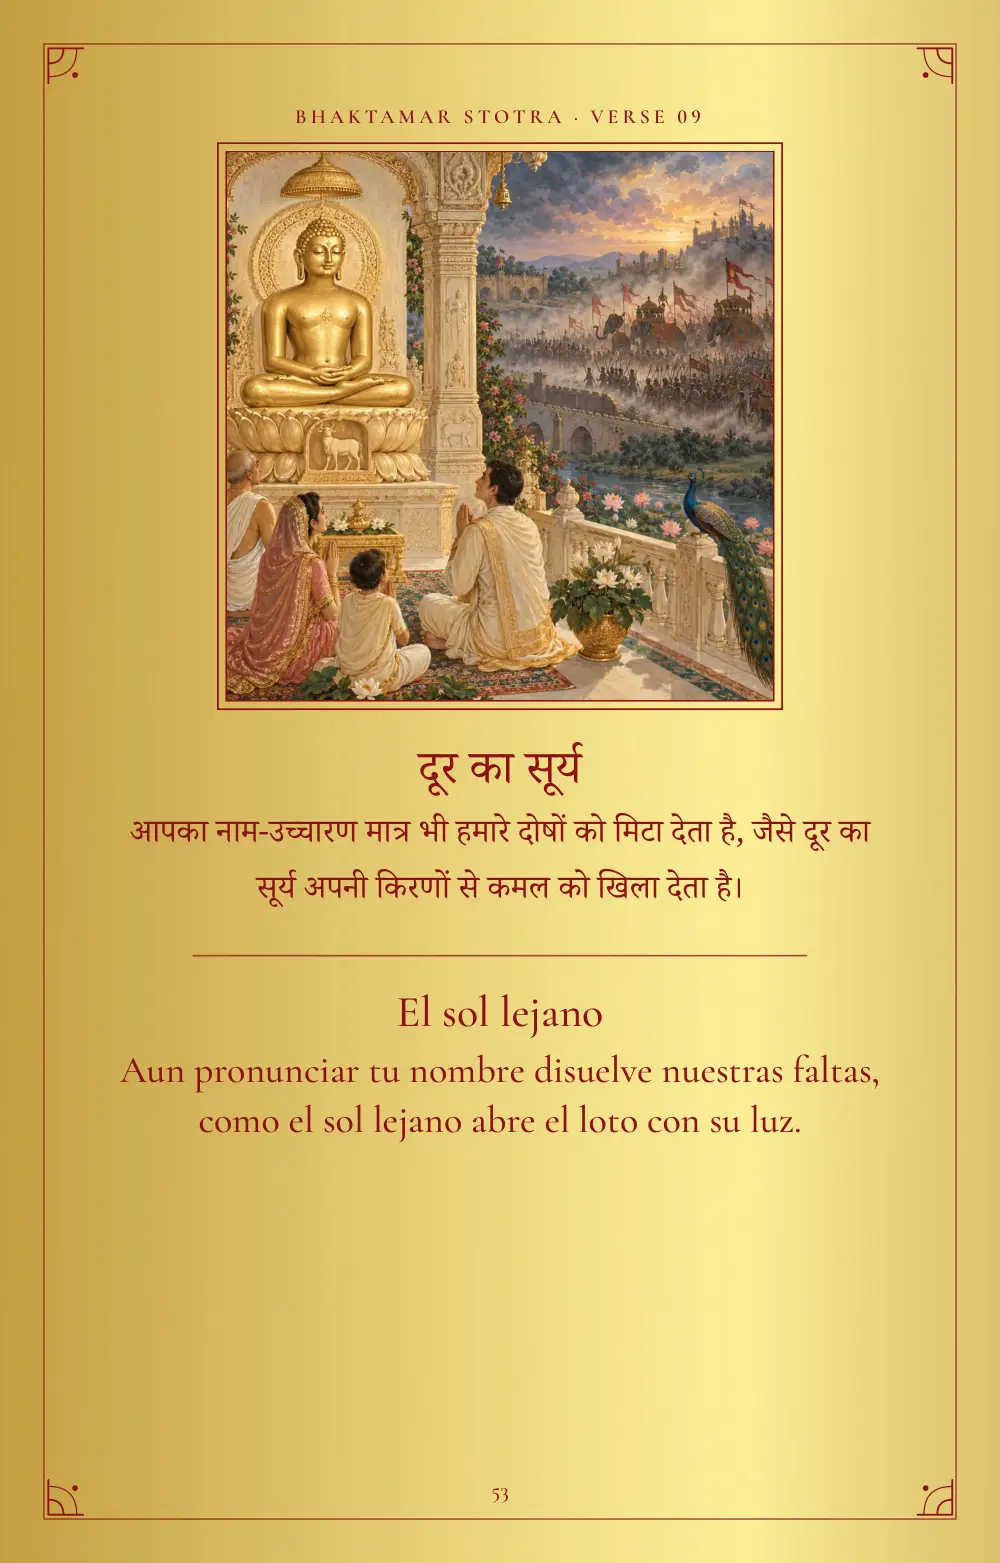 BHAKTAMAR STOTRA · VERSE 09
दूर का सूर्य
आपका नाम-उच्चारण मात्र भी हमारे दोषों को मिटा देता है, जैसे दूर का
सूर्य अपनी किरणों से कमल को खिला देता है।
El sol lejano
Aun pronunciar tu nombre disuelve nuestras faltas,
como el sol lejano abre el loto con su luz.
53